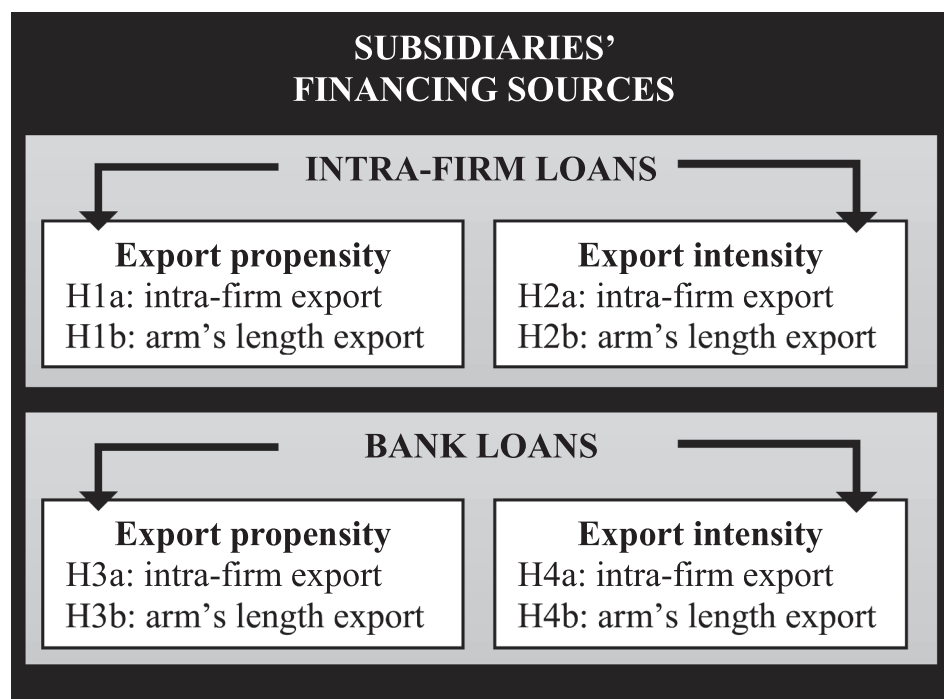 SUBSIDIARIES’
FINANCING SOURCES
INTRA-FIRM LOANS
Export propensity
H1a: intra-firm export
H1b: arm’s length export
Export intensity
H2a: intra-firm export
H2b: arm’s length export
BANK LOANS
Export propensity
H3a: intra-firm export
H3b: arm’s length export
Export intensity
H4a: intra-firm export
H4b: arm’s length export